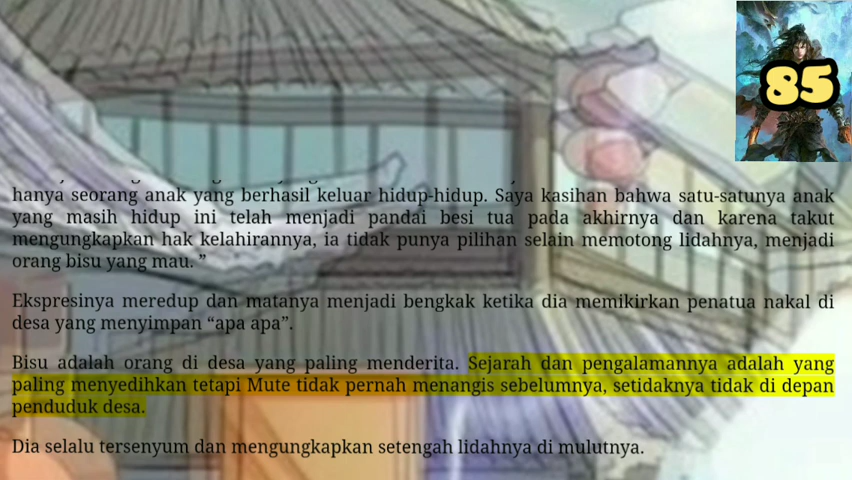 85
hanya seorang anak yang berhasil keluar hidup-hidup. Saya kasihan bahwa satu-satunya anak
yang masih hidup ini telah menjadi pandai besi tua pada akhirnya dan karena takut
mengungkapkan hak kelahirannya, ia tidak punya pilihan selain memotong lidahnya, menjadi
orang bisu yang mau. ”
Ekspresinya meredup dan matanya menjadi bengkak ketika dia memikirkan penatua nakal di
desa yang menyimpan “apa apa”.
Bisu adalah orang di desa yang paling menderita. Sejarah dan pengalamannya adalah yang
paling menyedihkan tetapi Mute tidak pernah menangis sebelumnya, setidaknya tidak di depan
penduduk desa.
Dia selalu tersenyum dan mengungkapkan setengah lidahnya di mulutnya.